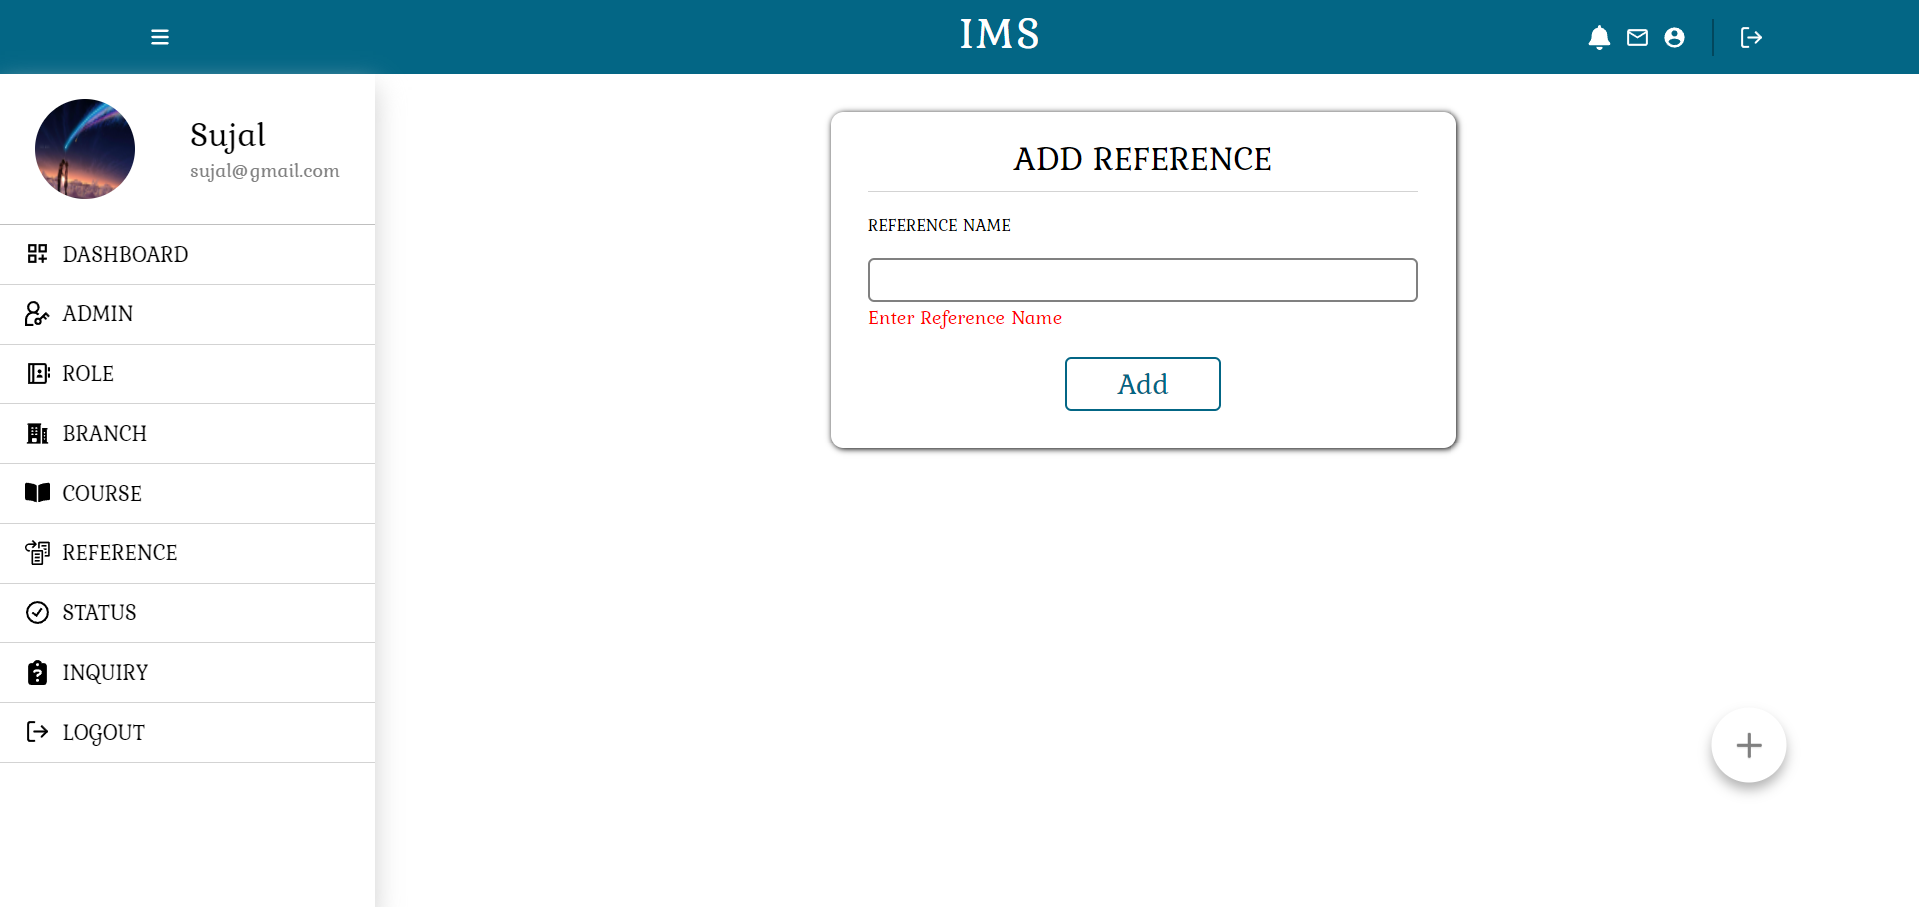 IMS
Sujal
sujal@gmail.com
DASHBOARD
ADMIN
ROLE
BRANCH
COURSE
REFERENCE
STATUS
INQUIRY
LOGOUT
ADD REFERENCE
REFERENCE NAME
Enter Reference Name
Add